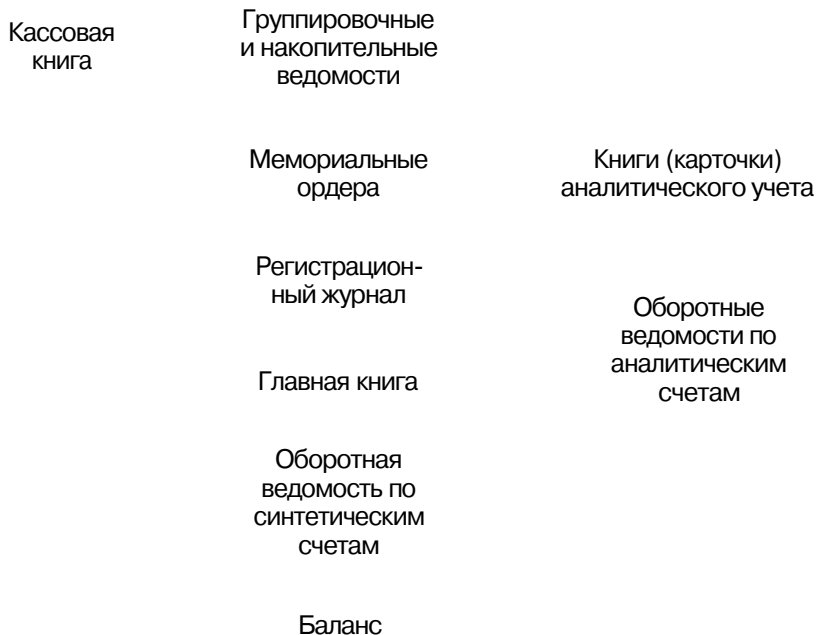 Кассовая
книга
Группировочные
и накопительные
ведомости
Мемориальные
ордера
Книги (карточки)
аналитического учета
Регистрацион-
ный журнал
Оборотные
ведомости по
аналитическим
счетам
Главная книга
Оборотная
ведомость по
синтетическим
счетам
Баланс